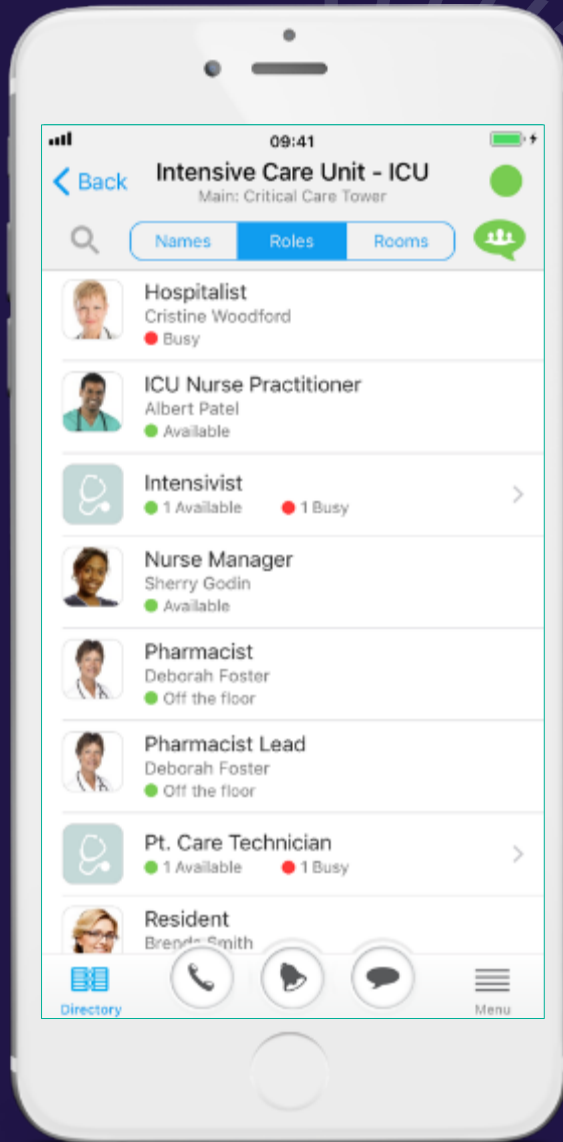 09:41
Back
Intensive Care Unit - ICU
Main: Critical Care Tower
Names Roles Rooms
Hospitalist
Cristine Woodford
Busy
ICU Nurse Practitioner
Albert Patel
Available
Intensivist
1 Available 1 Busy
Nurse Manager
Sherry Godin
Available
Pharmacist
Deborah Foster
Off the floor
Pharmacist Lead
Deborah Foster
Off the floor
Pt. Care Technician
1 Available 1 Busy
Resident
Brenda Smith
Directory
Menu